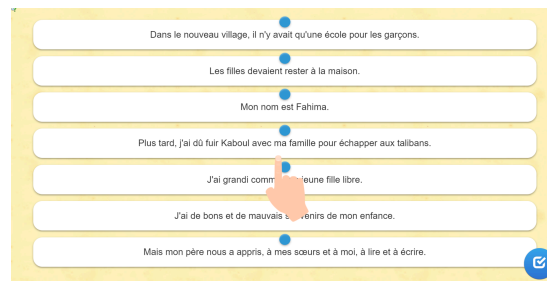 Dans le nouveau village, il n'y avait qu'une école pour les garçons.
Les filles devaient rester à la maison.
Mon nom est Fahima.
Plus tard, j'ai dû fuir Kaboul avec ma famille pour échapper aux talibans.
J'ai grandi jeune fille libre.
J'ai de bons et de mauvais de mon enfance.
Mais mon père nous a appris, à mes sœurs et à moi, à lire et à écrire.